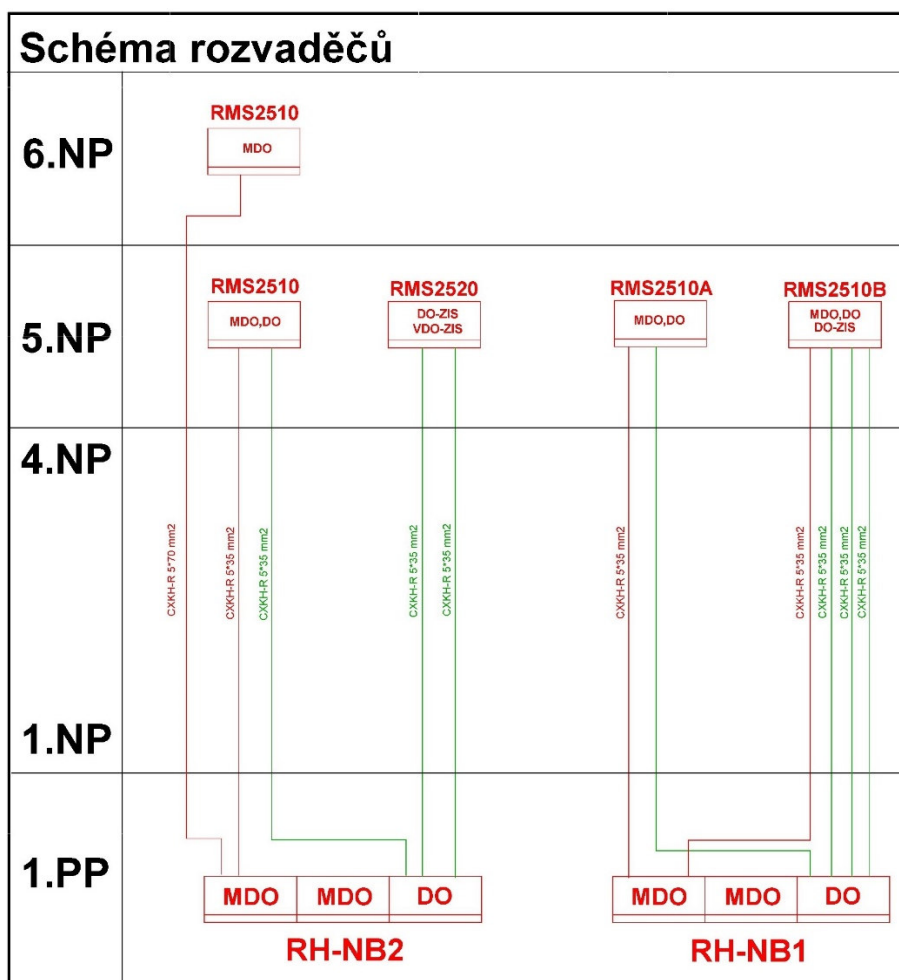 Schéma rozvaděčů
6.NP
RMS2510
MDO
5.NP
RMS2510
MDO,DO
RMS2520
DO-ZIS
VDO-ZIS
RMS2510A
MDO,DO
RMS2510B
MDO,DO
DO-ZIS
4.NP
CXKH-R 5*70 mm2
CXKH-R 5*35 mm2
CXKH-R 5*35 mm2
CXKH-R 5*35 mm2
CXKH-R 5*35 mm2
CXKH-R 5*35 mm2
CXKH-R 5*35 mm2
CXKH-R 5*35 mm2
CXKH-R 5*35 mm2
CXKH-R 5*35 mm2
1.NP
1.PP
MDO MDO DO
RH-NB2
MDO MDO DO
RH-NB1